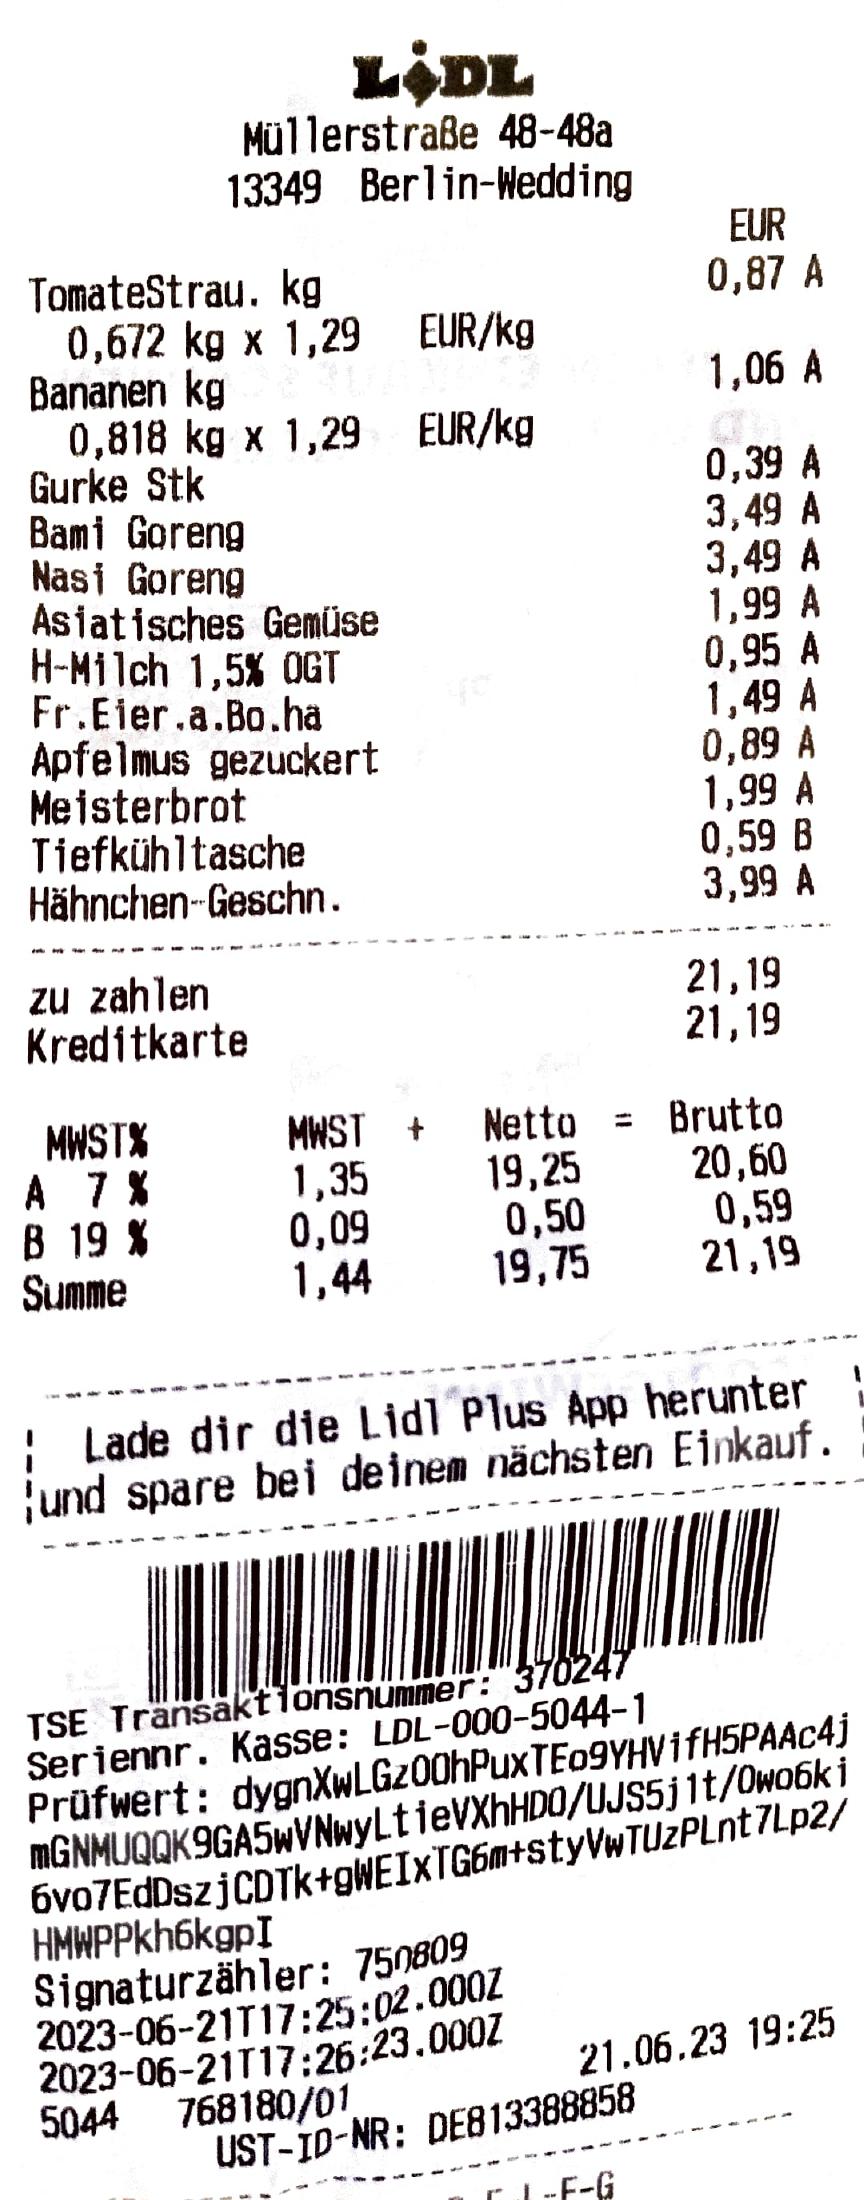 LiDL
Müllerstraße 48-48a
13349 Berlin-Wedding
EUR
TomateStrau. kg 0,87 A
0,672 kg x 1,29 EUR/kg
Bananen kg 1,06 A
0,818 kg x 1,29 EUR/kg
Gurke Stk 0,39 A
Bami Goreng 3,49 A
Nasi Goreng 3,49 A
Asiatisches Gemüse 1,99 A
H-Milch 1,5% OGT 0,95 A
Fr.Eier.a.Bo.ha 1,49 A
Apfelmus gezuckert 0,89 A
Meisterbrot 1,99 A
Tiefkühltasche 0,59 B
Hähnchen-Geschn. 3,99 A
zu zahlen 21,19
Kreditkarte 21,19
MWST% MWST + Netto = Brutto
A 7 % 1,35 19,25 20,60
B 19 % 0,09 0,50 0,59
Summe 1,44 19,75 21,19
Lade dir die Lidl Plus App herunter
und spare bei deinem nächsten Einkauf.
TSE Transaktionsnummer: 370247
Seriennr. Kasse: LDL-000-5044-1
Prüfwert: dygnXwLGzO0hPuxTEo9YHVifH5PAAc4j
mGNMUQQK9GA5wVNwyLtieVXhHDO/UJS5j1t/Owo6ki
6vo7EdDszjCDTk+gWEIxTG6m+styVwTUzPLnt7Lp2/
HMWPPkh6kgpI
Signaturzähler: 750809
2023-06-21T17:25:02.000Z
2023-06-21T17:26:23.000Z
5044 768180/01 21.06.23 19:25
UST-ID-NR: DE813388858